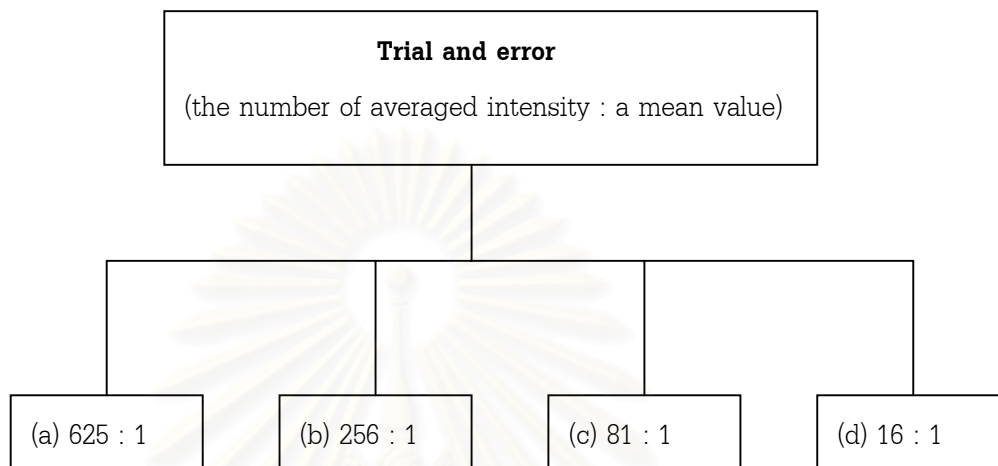 Trial and error
(the number of averaged intensity : a mean value)
(a) 625 : 1
(b) 256 : 1
(c) 81 : 1
(d) 16 : 1